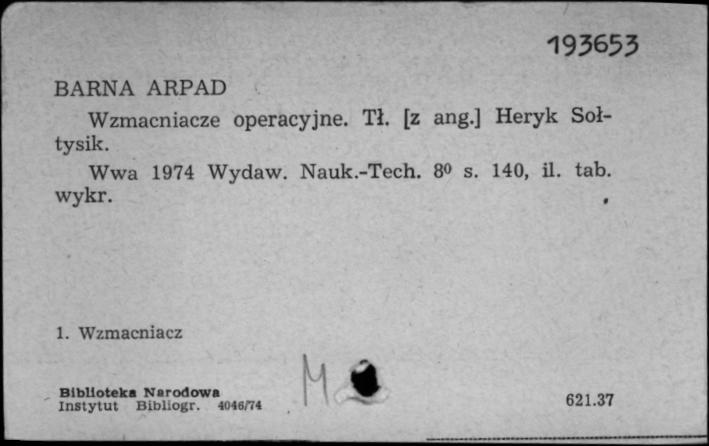 193653
BARNA ARPAD
Wzmacniacze operacyjne. Tł. [z ang.] Heryk Soł-
tysik.
Wwa 1974 Wydaw. Nauk.-Tech. 8⁰ s. 140, il. tab.
wykr.
1. Wzmacniacz
M
Biblioteka Narodowa
Instytut Bibliogr. 4046/74
621.37